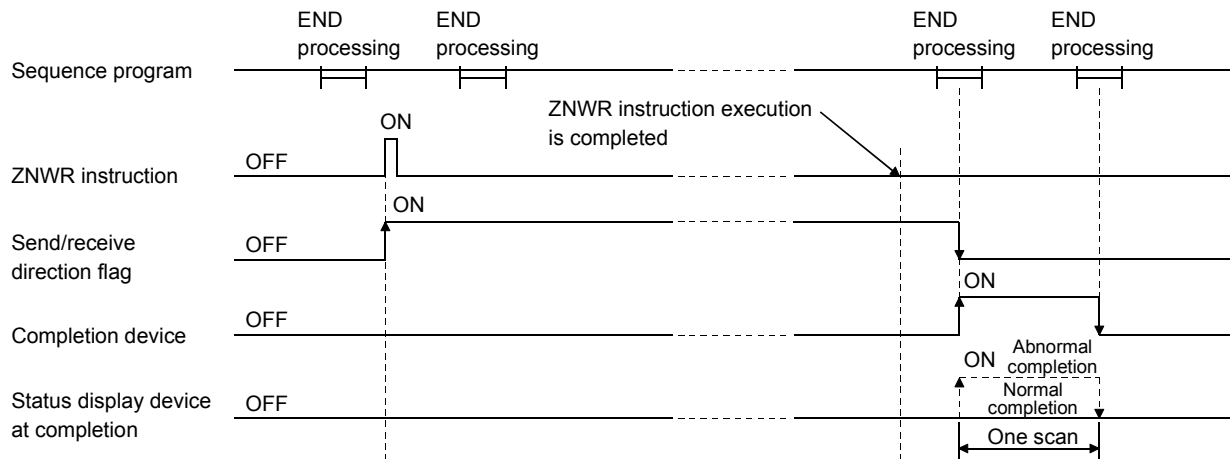 END
processing
END
processing
END
processing
END
processing
Sequence program
ZNWR instruction execution
is completed
ON
OFF
ZNWR instruction
ON
OFF
Send/receive
direction flag
ON
OFF
Completion device
ON
Abnormal
completion
OFF
Normal
completion
Status display device
at completion
One scan